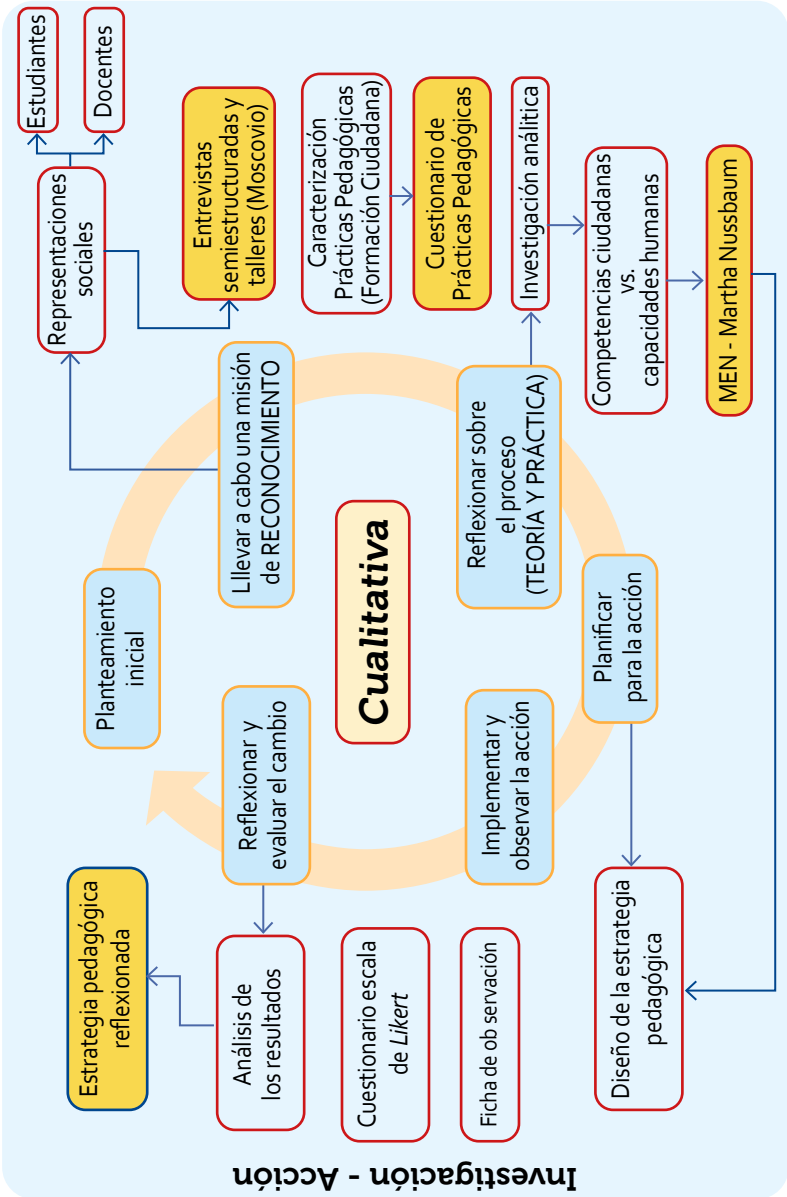 Investigación - Acción
Estrategia pedagógica
reflexionada
Análisis de
los resultados
Cuestionario escala
de Likert
Ficha de ob servación
Diseño de la estrategia
pedagógica
Planteamiento
inicial
Reflexionar y
evaluar el cambio
Cualitativa
Implementar y
observar la acción
Planificar
para la acción
Lllevar a cabo una misión
de RECONOCIMIENTO
Reflexionar sobre
el proceso
(TEORÍA Y PRÁCTICA)
Estudiantes
Docentes
Representaciones
sociales
Entrevistas
semiestructuradas y
talleres (Moscovio)
Caracterización
Prácticas Pedagógicas
(Formación Ciudadana)
Cuestionario de
Prácticas Pedagógicas
Investigación análitica
Competencias ciudadanas
vs.
capacidades humanas
MEN - Martha Nussbaum